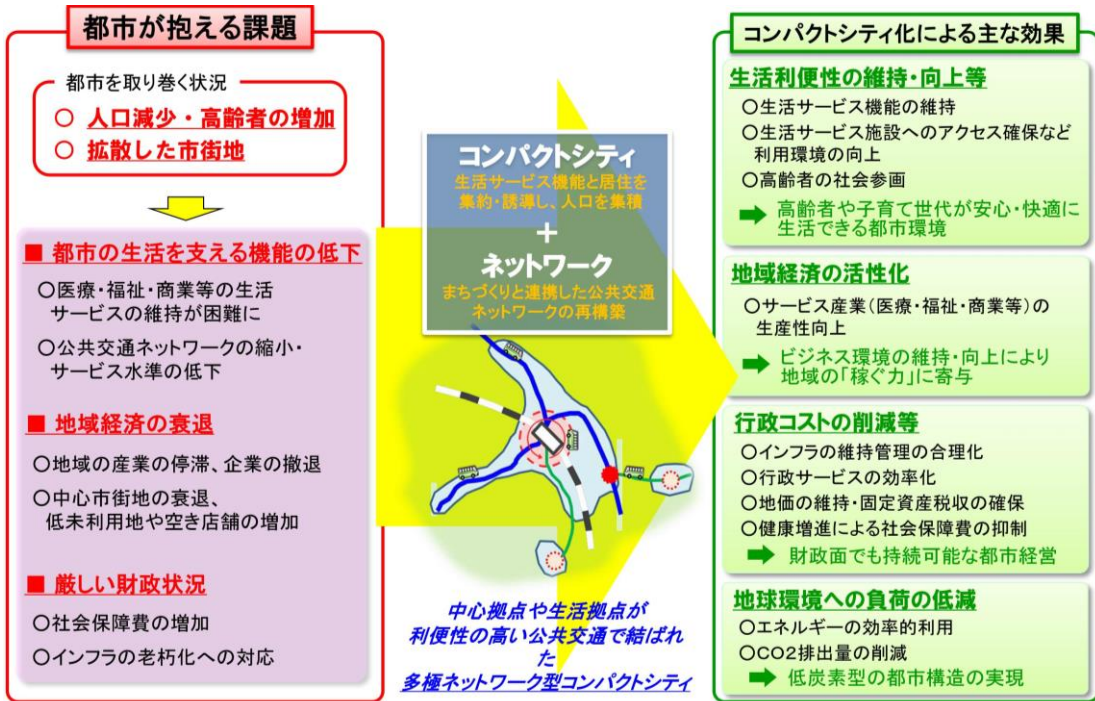 都市が抱える課題
都市を取り巻く状況
○ 人口減少・高齢者の増加
○ 拡散した市街地
■ 都市の生活を支える機能の低下
○医療・福祉・商業等の生活
サービスの維持が困難に
○公共交通ネットワークの縮小・
サービス水準の低下
■ 地域経済の衰退
○地域の産業の停滞、企業の撤退
○中心市街地の衰退、
低未利用地や空き店舗の増加
■ 厳しい財政状況
○社会保障費の増加
○インフラの老朽化への対応
コンパクトシティ
生活サービス機能と居住を
集約・誘導し、人口を集積
＋
ネットワーク
まちづくりと連携した公共交通
ネットワークの再構築
中心拠点や生活拠点が
利便性の高い公共交通で結ばれ
た
多極ネットワーク型コンパクトシティ
コンパクトシティ化による主な効果
生活利便性の維持・向上等
○生活サービス機能の維持
○生活サービス施設へのアクセス確保など
利用環境の向上
○高齢者の社会参画
➡ 高齢者や子育て世代が安心・快適に
生活できる都市環境
地域経済の活性化
○サービス産業（医療・福祉・商業等）の
生産性向上
➡ ビジネス環境の維持・向上により
地域の「稼ぐ力」に寄与
行政コストの削減等
○インフラの維持管理の合理化
○行政サービスの効率化
○地価の維持・固定資産税収の確保
○健康増進による社会保障費の抑制
➡ 財政面でも持続可能な都市経営
地球環境への負荷の低減
○エネルギーの効率的利用
○CO2排出量の削減
➡ 低炭素型の都市構造の実現